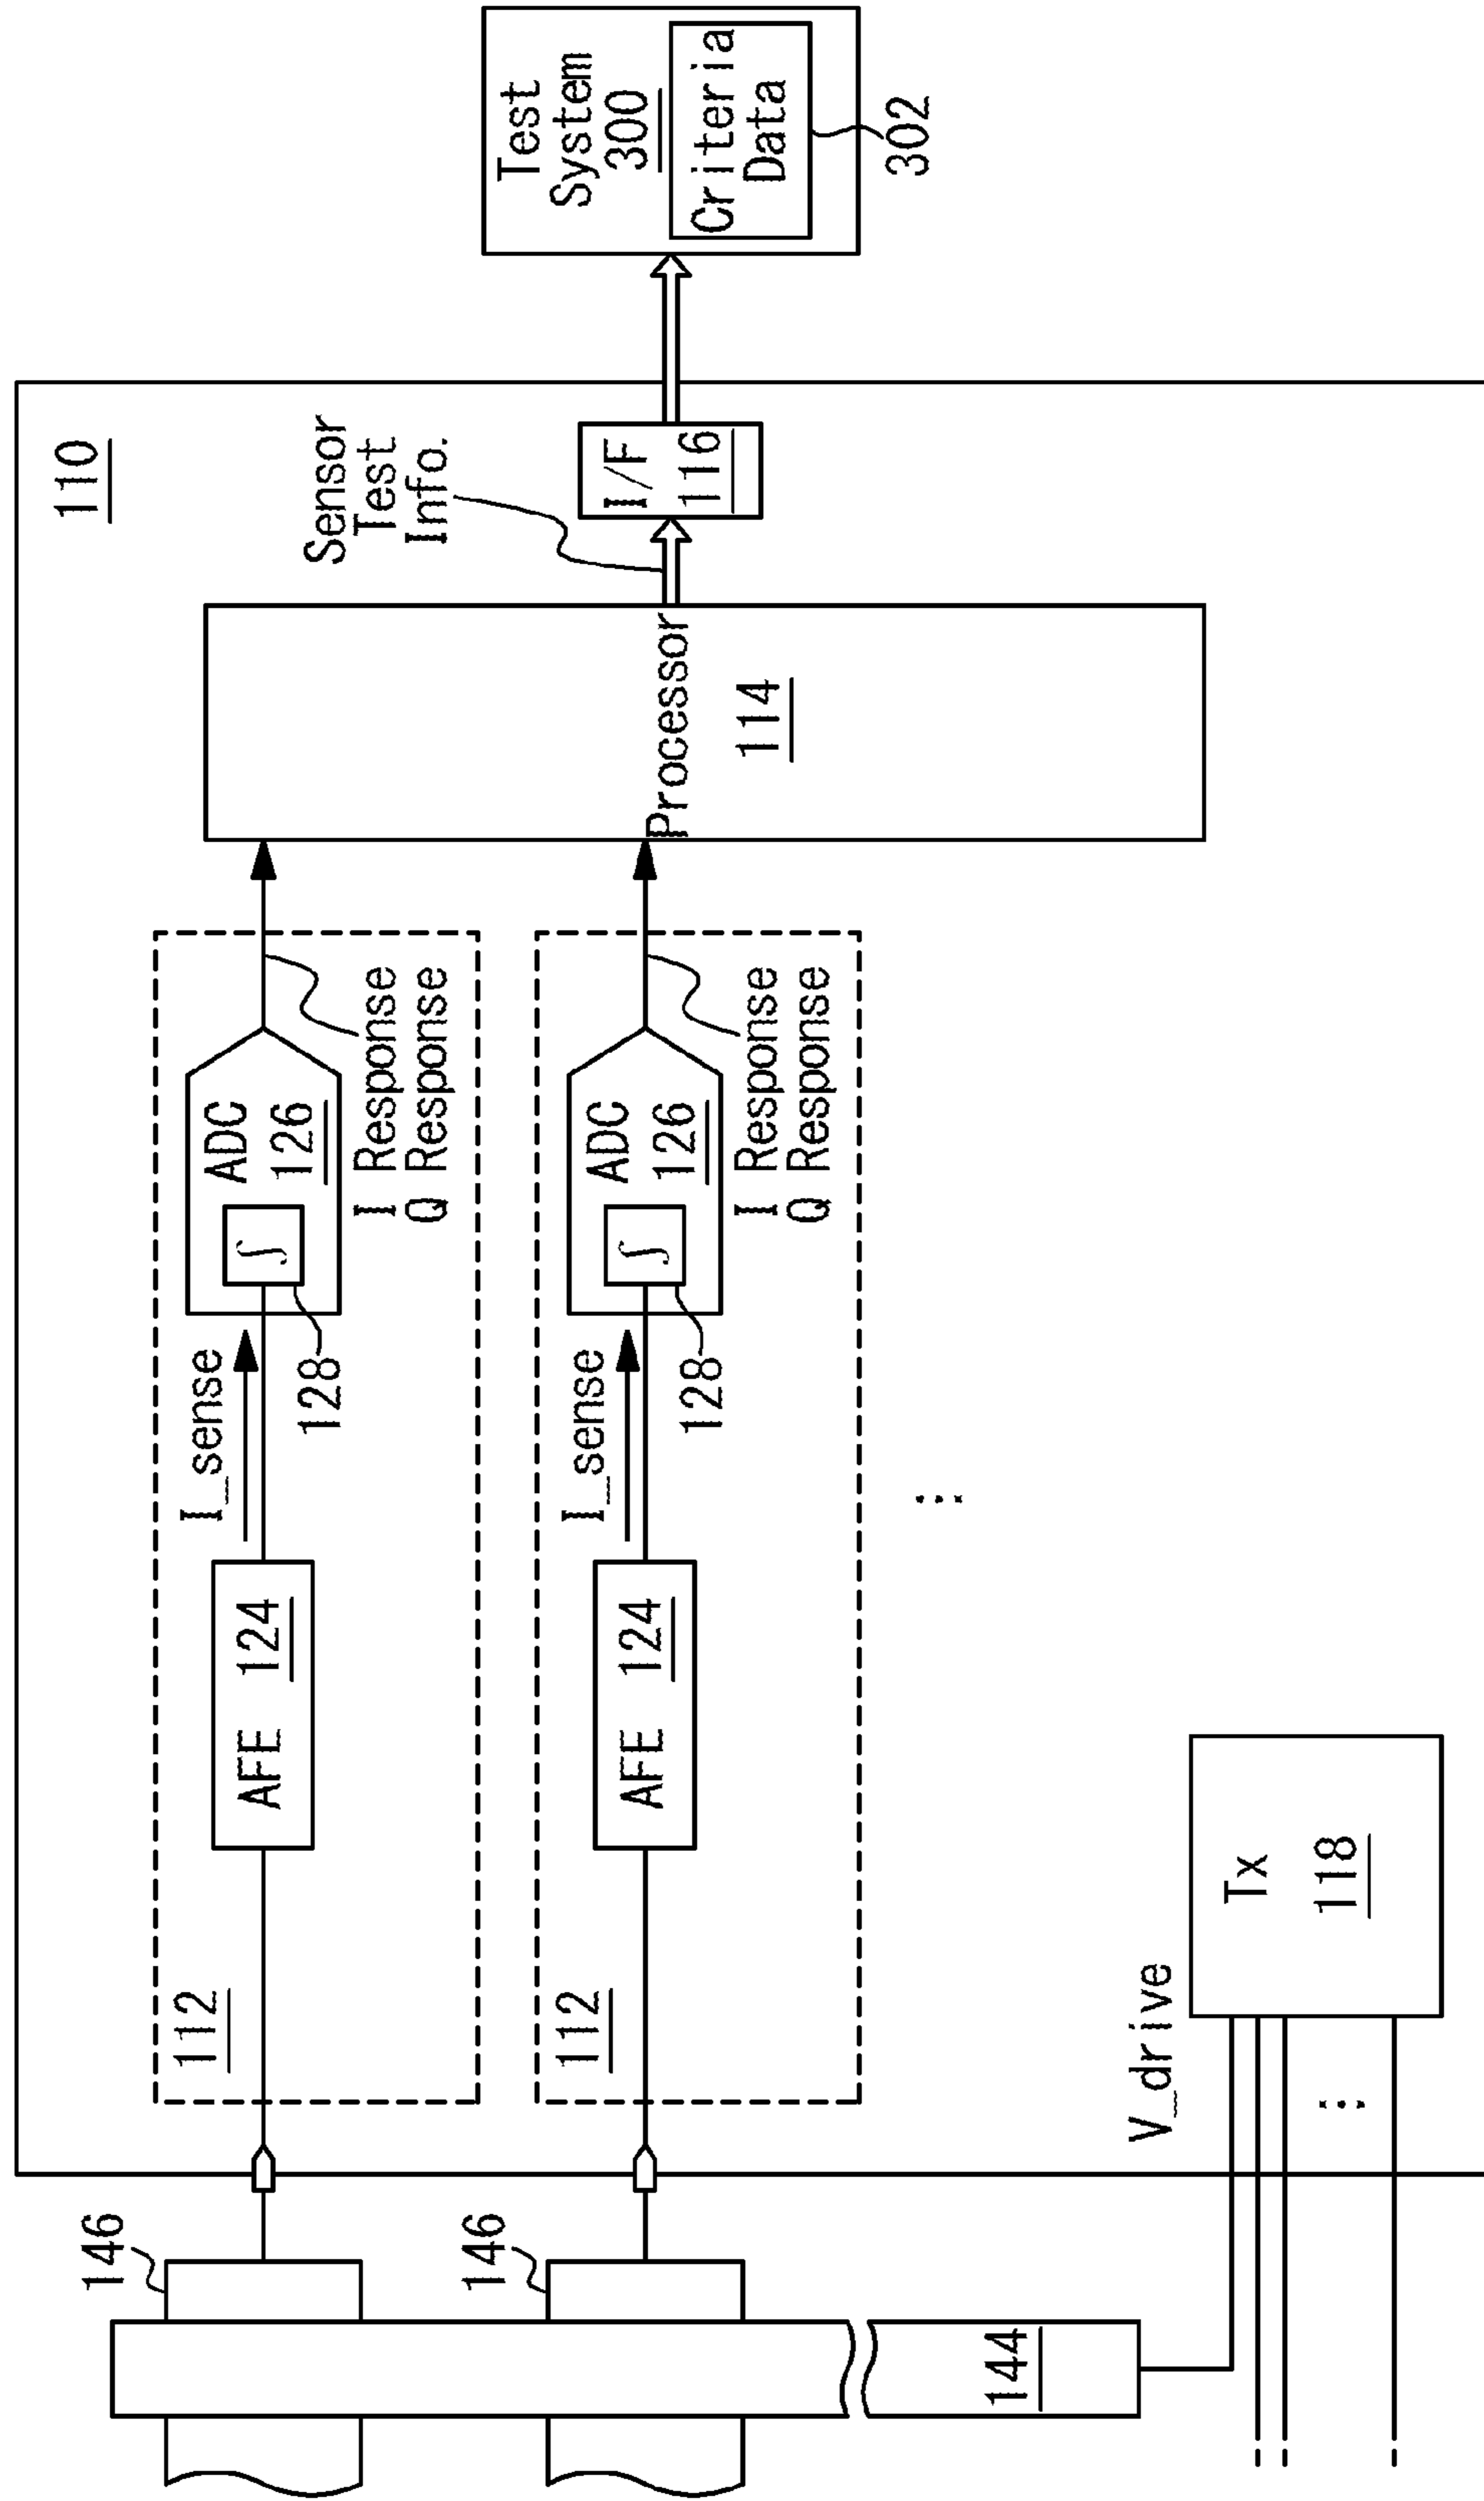 110
146
112
AFE 124
I_sense
128
∫
ADC
126
I Response
Q Response
146
112
AFE 124
I_sense
128
∫
ADC
126
I Response
Q Response
⋮
Processor
114
Sensor
Test
Info.
I/F
116
Test
System
300
Criteria
Data
302
144
V_drive
⋮
Tx
118